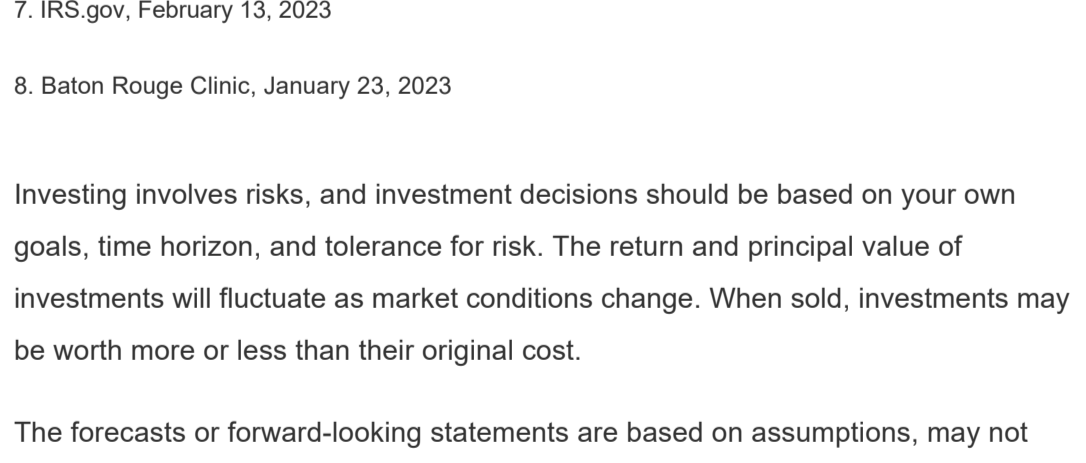 7. IRS.gov, February 13, 2023
8. Baton Rouge Clinic, January 23, 2023
Investing involves risks, and investment decisions should be based on your own
goals, time horizon, and tolerance for risk. The return and principal value of
investments will fluctuate as market conditions change. When sold, investments may
be worth more or less than their original cost.
The forecasts or forward-looking statements are based on assumptions, may not